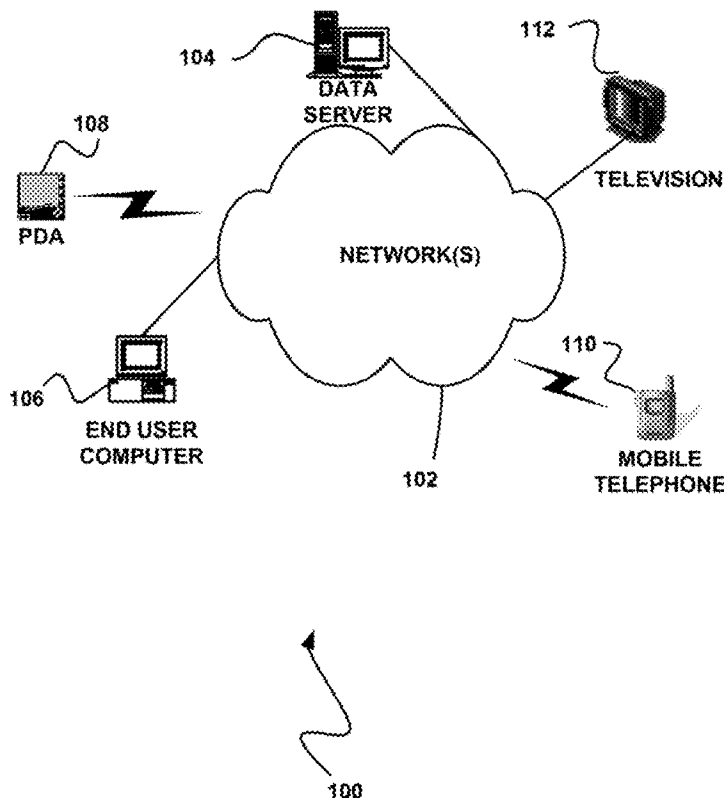 104
DATA
SERVER
112
TELEVISION
108
PDA
NETWORK(S)
106
END USER
COMPUTER
102
110
MOBILE
TELEPHONE
100